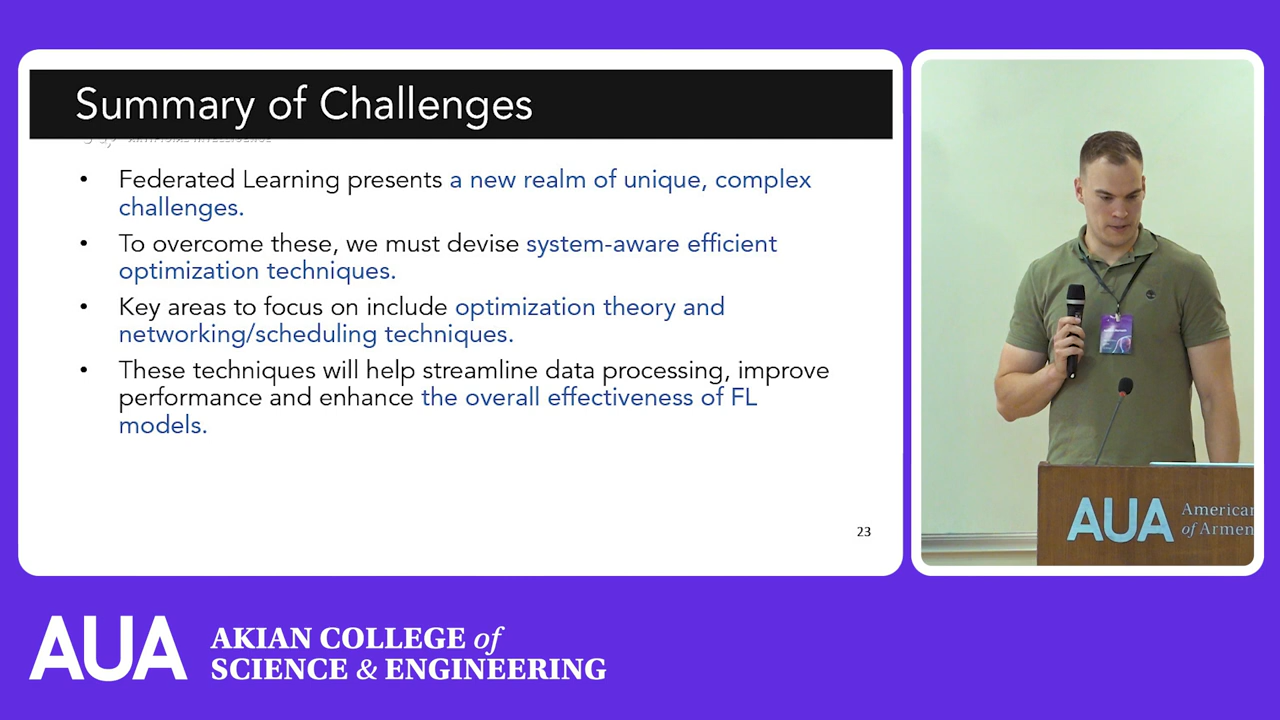 Summary of Challenges
• Federated Learning presents a new realm of unique, complex
challenges.
• To overcome these, we must devise system-aware efficient
optimization techniques.
• Key areas to focus on include optimization theory and
networking/scheduling techniques.
• These techniques will help streamline data processing, improve
performance and enhance the overall effectiveness of FL
models.
23
AUA
American
of Armen
AUA
AKIAN COLLEGE of
SCIENCE & ENGINEERING